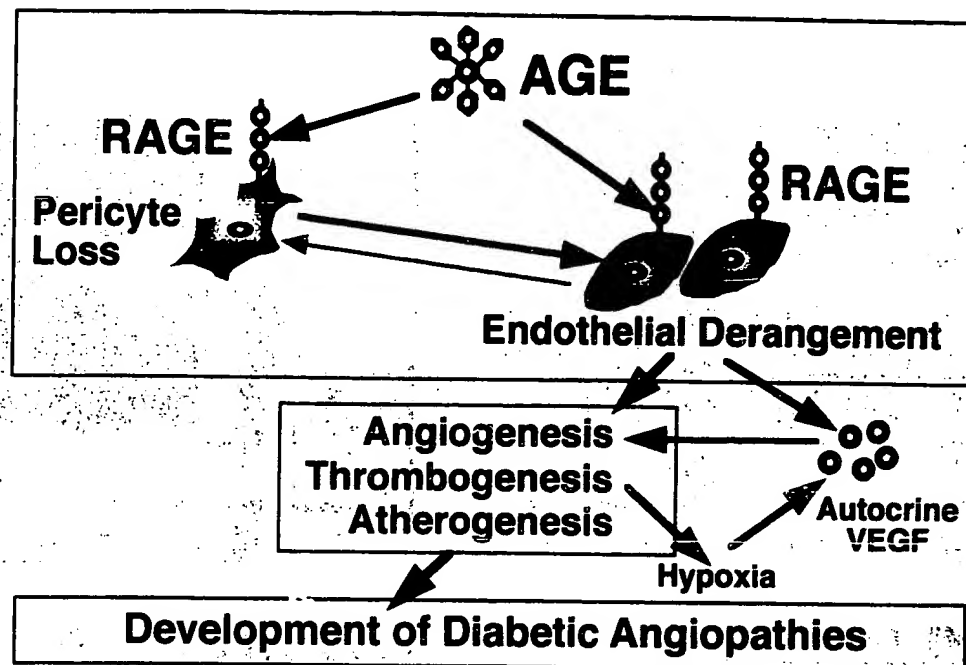 AGE
RAGE
RAGE
Pericyte
Loss
Endothelial Derangement
Angiogenesis
Thrombogenesis
Atherogenesis
Autocrine
VEGF
Hypoxia
Development of Diabetic Angiopathies